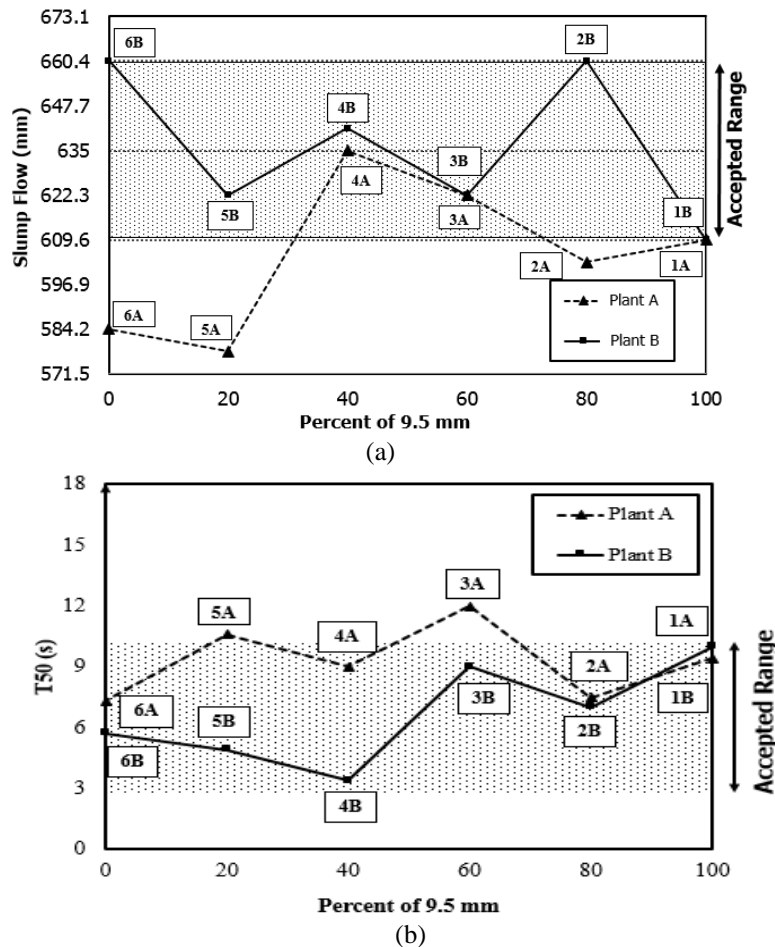 673.1
660.4
647.7
635
622.3
609.6
596.9
584.2
571.5
Slump Flow (mm)
6B
5B
4B
4A
3B
3A
2B
2A
1B
1A
6A
5A
Plant A
Plant B
Accepted Range
0 20 40 60 80 100
Percent of 9.5 mm
(a)
18
15
12
9
6
3
0
T50 (s)
Plant A
Plant B
5A
4A
3A
2A
1A
6A
6B
5B
4B
3B
2B
1B
Accepted Range
0 20 40 60 80 100
Percent of 9.5 mm
(b)